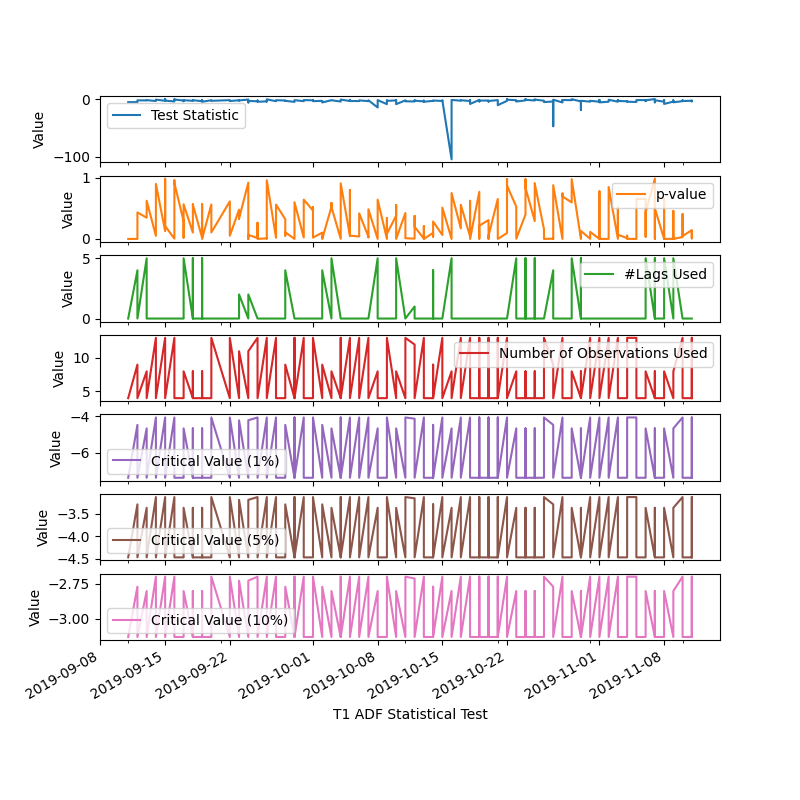 0
−100
Value
Test Statistic
1
0
Value
p-value
5
0
Value
#Lags Used
10
5
Value
Number of Observations Used
−4
−6
Value
Critical Value (1%)
−3.5
−4.0
−4.5
Value
Critical Value (5%)
−2.75
−3.00
Value
Critical Value (10%)
2019-09-08
2019-09-15
2019-09-22
2019-10-01
2019-10-08
2019-10-15
2019-10-22
2019-11-01
2019-11-08
T1 ADF Statistical Test